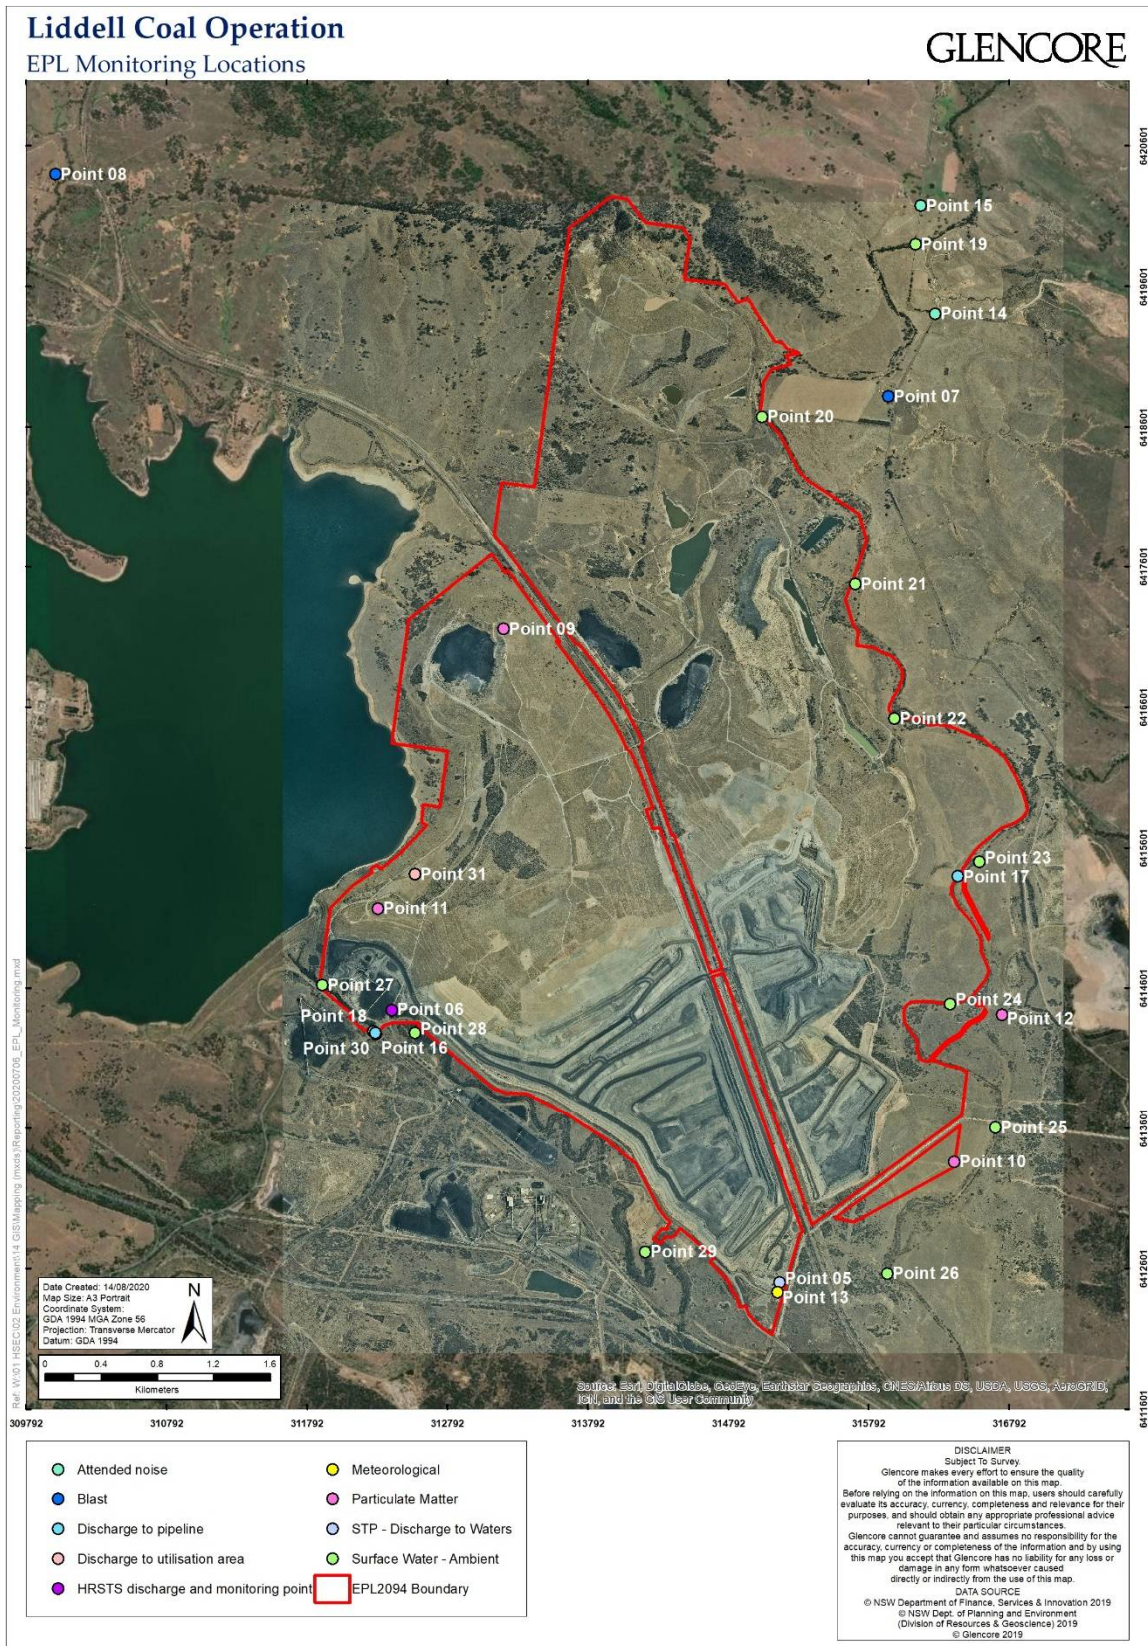 Liddell Coal Operation
EPL Monitoring Locations
GLENCORE
Point 08
Point 15
Point 19
Point 14
Point 07
Point 20
Point 21
Point 09
Point 22
Point 23
Point 17
Point 31
Point 11
Point 27
Point 24
Point 06
Point 12
Point 18
Point 28
Point 30
Point 16
Point 25
Point 10
Point 29
Point 26
Point 05
Point 13
6420601
6419601
6418601
6417601
6416601
6415601
6414601
6413601
6412601
6411601
Date Created: 14/08/2020
Map Size: A3 Portrait
Coordinate System:
GDA 1994 MGA Zone 56
Projection: Transverse Mercator
Datum: GDA 1994
N
0 0.4 0.8 1.2 1.6
Kilometers
Source: Esri, DigitalGlobe, GeoEye, Earthstar Geographics, CNES/Airbus DS, USDA, USGS, AeroGRID,
IGN, and the GIS User Community
309792 310792 311792 312792 313792 314792 315792 316792
Attended noise
Blast
Discharge to pipeline
Discharge to utilisation area
HRSTS discharge and monitoring point
Meteorological
Particulate Matter
STP - Discharge to Waters
Surface Water - Ambient
EPL2094 Boundary
DISCLAIMER
Subject To Survey.
Glencore makes every effort to ensure the quality
of the information available on this map.
Before relying on the information on this map, users should carefully
evaluate its accuracy, currency, completeness and relevance for their
purposes, and should obtain any appropriate professional advice
relevant to their particular circumstances.
Glencore cannot guarantee and assumes no responsibility for the
accuracy, currency or completeness of the information and by using
this map you accept that Glencore has no liability for any loss or
damage in any form whatsoever caused
directly or indirectly from the use of this map.
DATA SOURCE
© NSW Department of Finance, Services & Innovation 2019
© NSW Dept. of Planning and Environment
(Division of Resources & Geoscience) 2019
© Glencore 2019